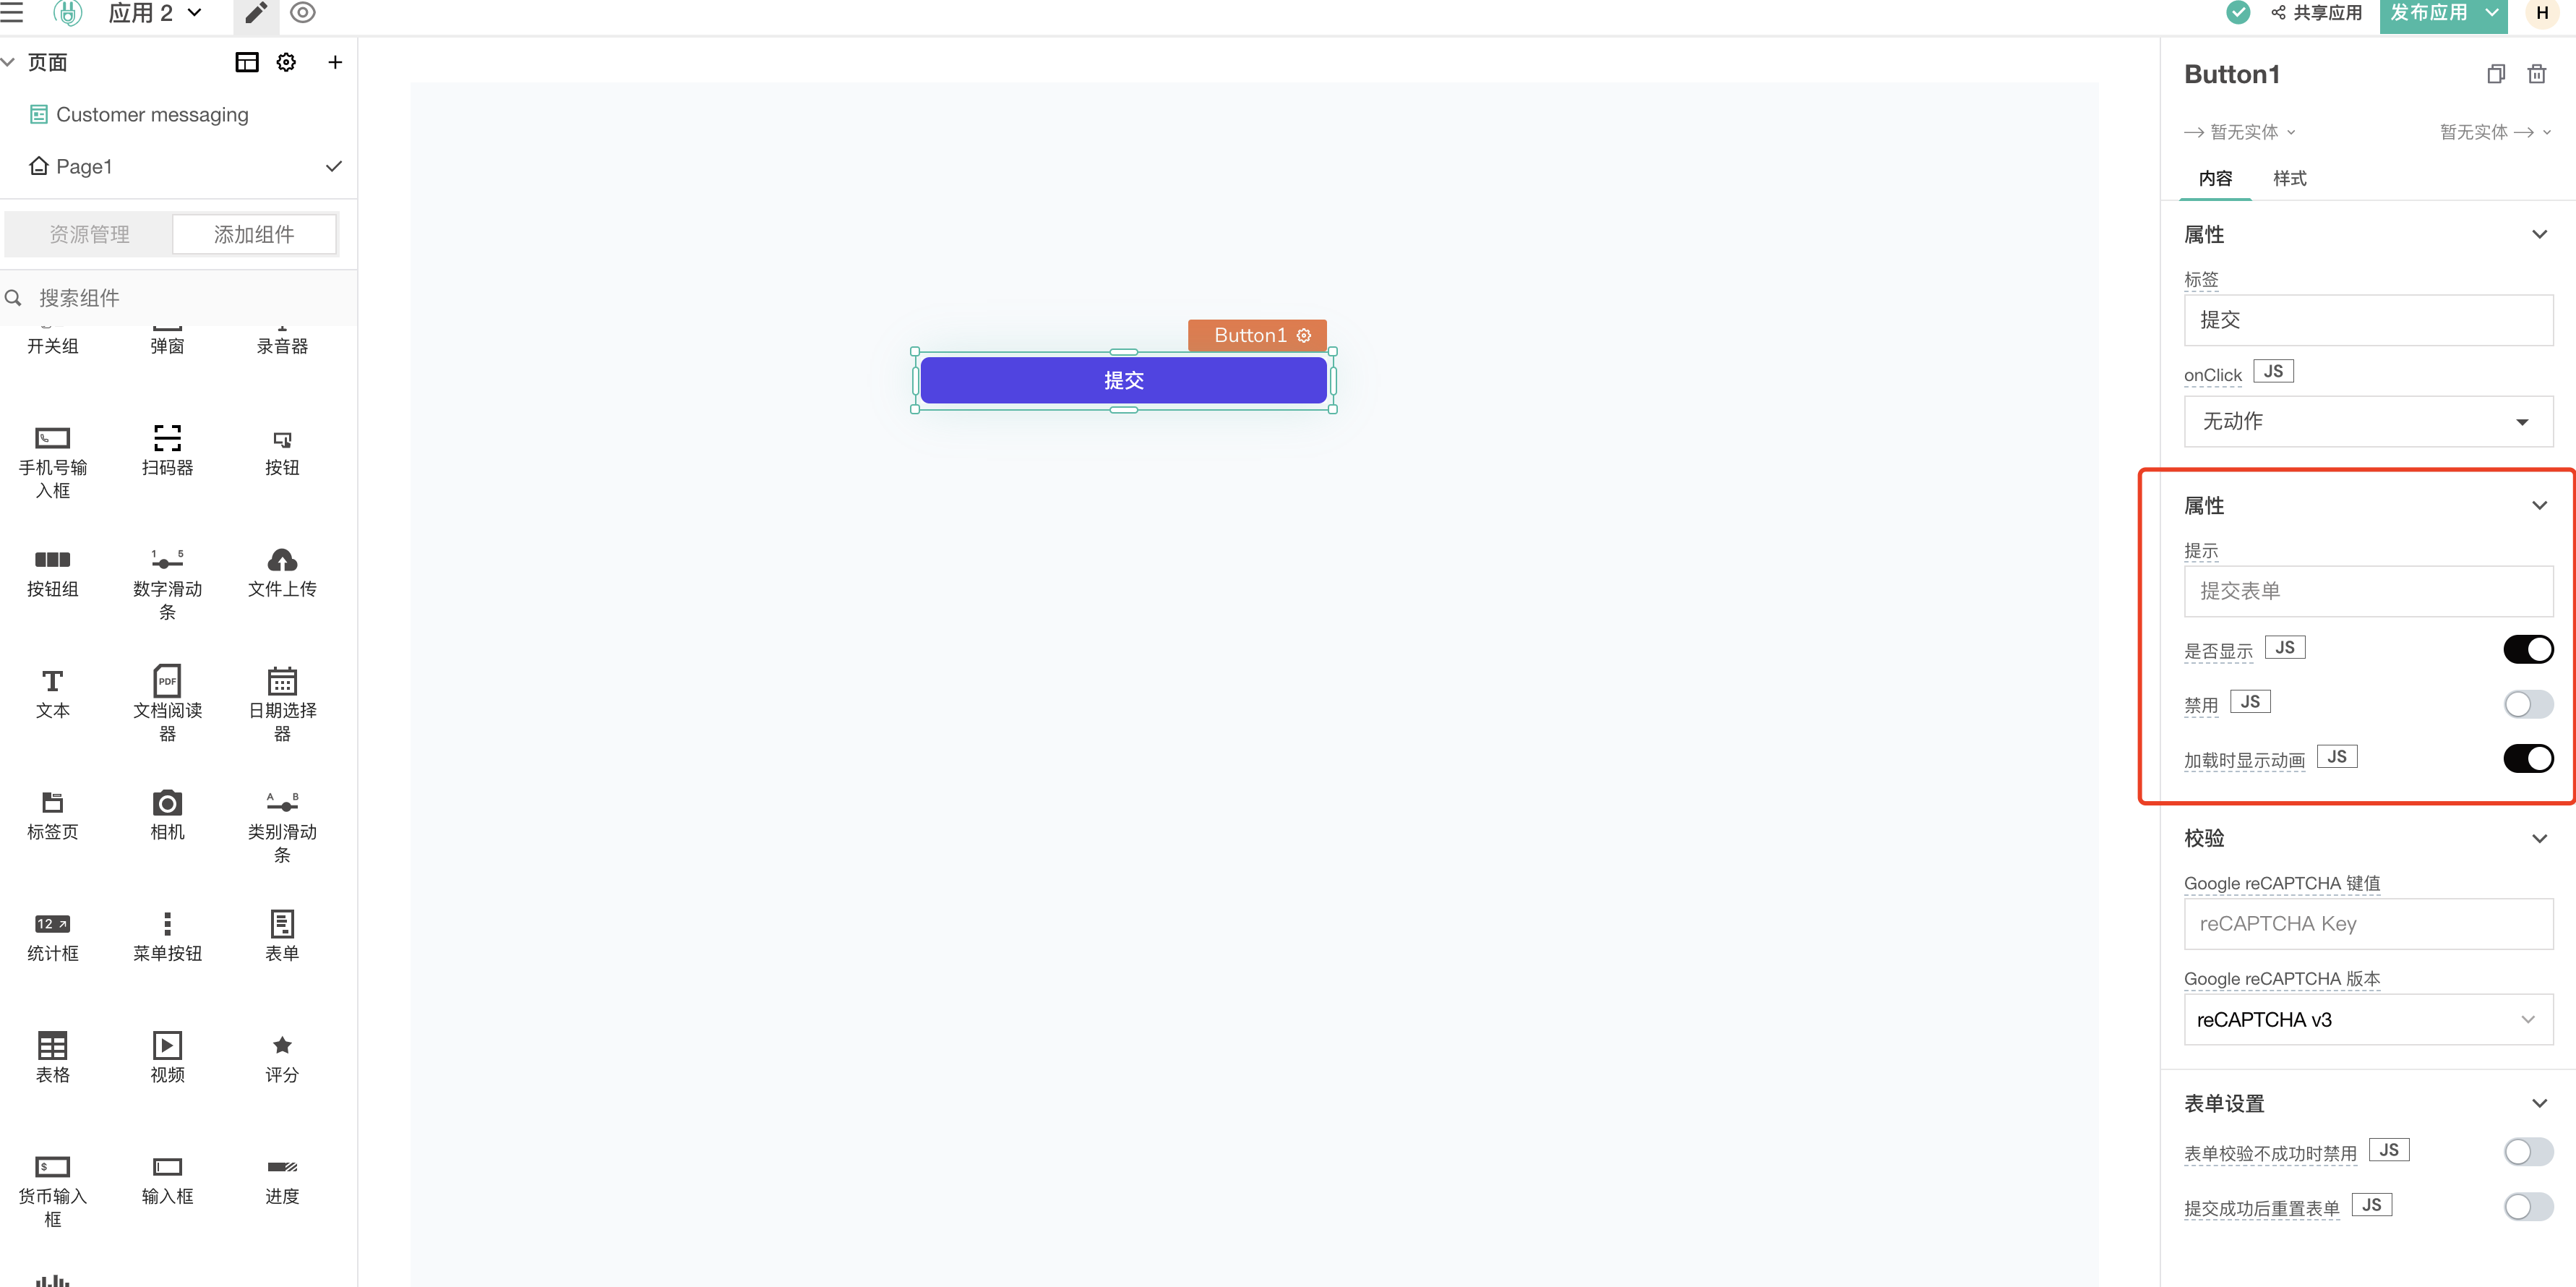 应用 2
共享应用
发布应用
H
页面
Customer messaging
Page1
资源管理
添加组件
搜索组件
开关组
弹窗
录音器
手机号输
入框
扫码器
按钮
按钮组
1 5
数字滑动
条
文件上传
文本
PDF
文档阅读
器
日期选择
器
标签页
相机
A B
类别滑动
条
12
统计框
菜单按钮
表单
表格
视频
评分
$
货币输入
框
输入框
进度
Button1
提交
Button1
暂无实体
暂无实体
内容
样式
属性
标签
提交
onClick JS
无动作
属性
提示
提交表单
是否显示 JS
禁用 JS
加载时显示动画 JS
校验
Google reCAPTCHA 键值
reCAPTCHA Key
Google reCAPTCHA 版本
reCAPTCHA v3
表单设置
表单校验不成功时禁用 JS
提交成功后重置表单 JS